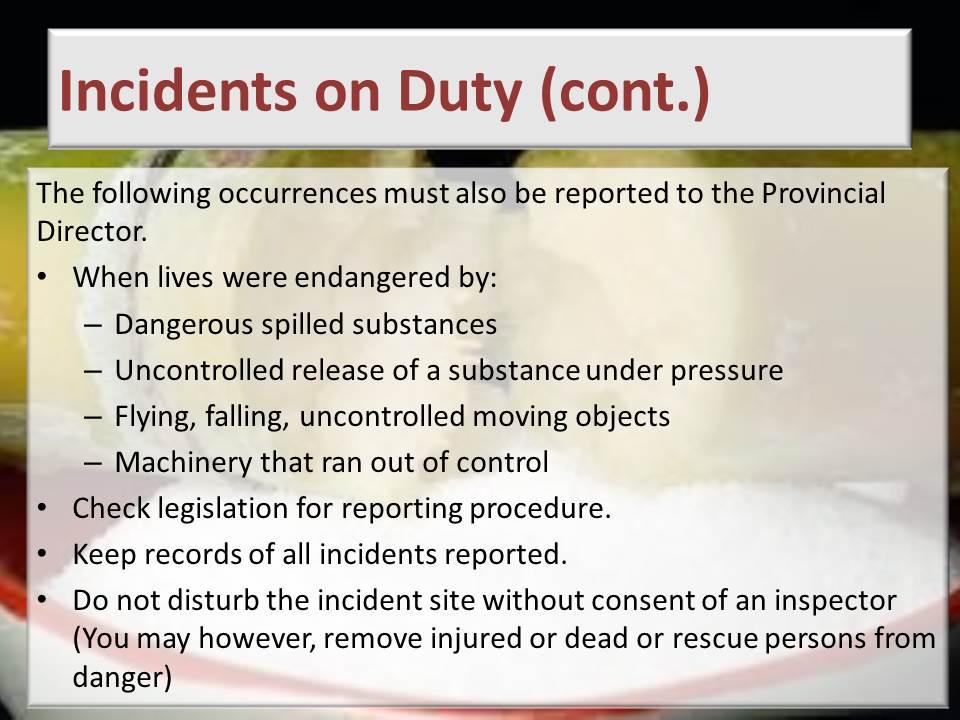 Incidents on Duty (cont.)
The following occurrences must also be reported to the Provincial
Director.
• When lives were endangered by:
– Dangerous spilled substances
– Uncontrolled release of a substance under pressure
– Flying, falling, uncontrolled moving objects
– Machinery that ran out of control
• Check legislation for reporting procedure.
• Keep records of all incidents reported.
• Do not disturb the incident site without consent of an inspector
(You may however, remove injured or dead or rescue persons from
danger)